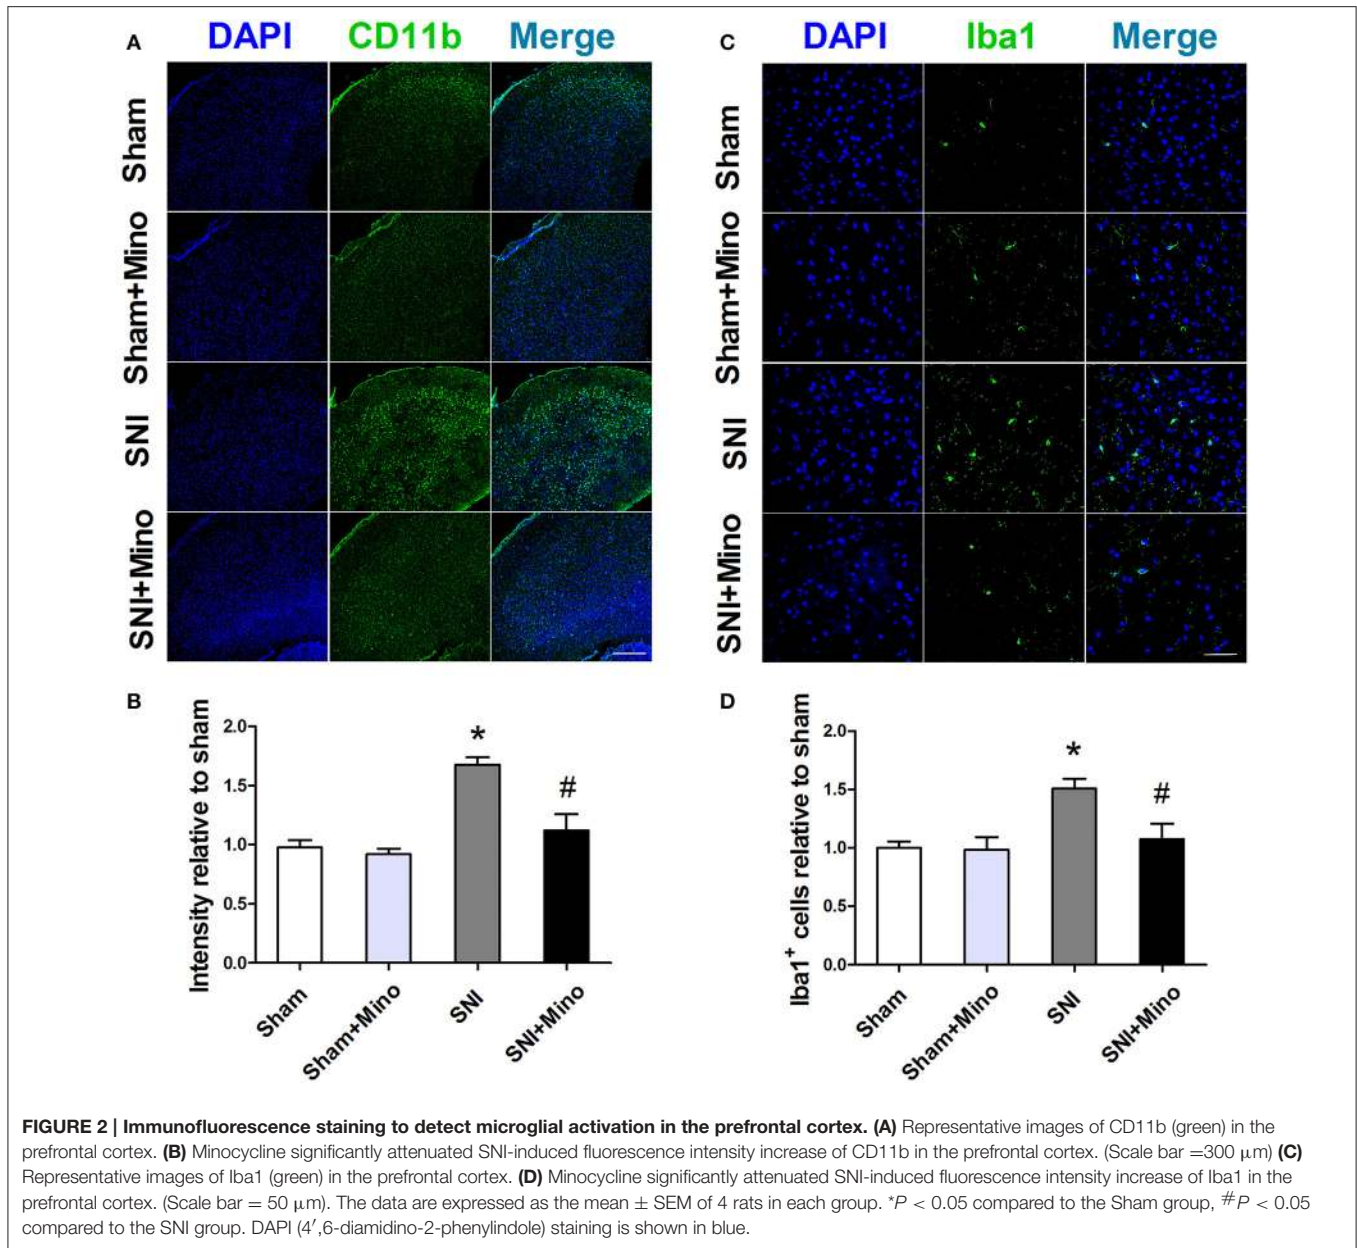 A
DAPI
CD11b
Merge
Sham
Sham+Mino
SNI
SNI+Mino
C
DAPI
Iba1
Merge
Sham
Sham+Mino
SNI
SNI+Mino
B
Intensity relative to sham
2.0
1.5
1.0
0.5
0.0
*
#
Sham
Sham+Mino
SNI
SNI+Mino
D
Iba1⁺ cells relative to sham
2.0
1.5
1.0
0.5
0.0
*
#
Sham
Sham+Mino
SNI
SNI+Mino
FIGURE 2 | Immunofluorescence staining to detect microglial activation in the prefrontal cortex. (A) Representative images of CD11b (green) in the
prefrontal cortex. (B) Minocycline significantly attenuated SNI-induced fluorescence intensity increase of CD11b in the prefrontal cortex. (Scale bar =300 μm) (C)
Representative images of Iba1 (green) in the prefrontal cortex. (D) Minocycline significantly attenuated SNI-induced fluorescence intensity increase of Iba1 in the
prefrontal cortex. (Scale bar = 50 μm). The data are expressed as the mean ± SEM of 4 rats in each group. *P < 0.05 compared to the Sham group, #P < 0.05
compared to the SNI group. DAPI (4′,6-diamidino-2-phenylindole) staining is shown in blue.